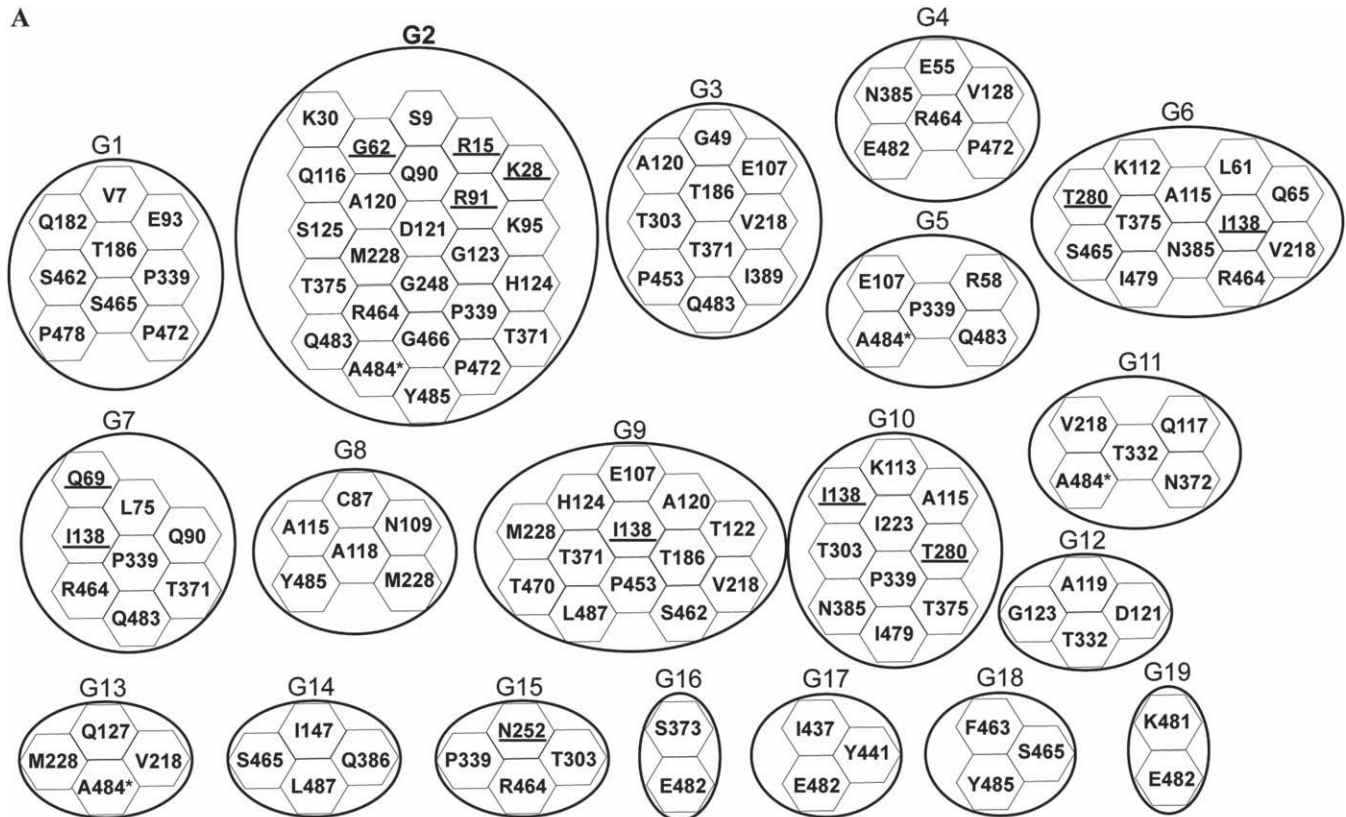 A
G1
V7
Q182 E93
T186
S462 P339
S465
P478 P472
G2
K30 S9
G62 R15
K28
Q116 Q90
A120 R91
K95
S125 D121
M228 G123
T375 G248 H124
R464 P339
Q483 G466 T371
A484* P472
Y485
G3
G49
A120 E107
T186
T303 V218
T371
P453 I389
Q483
G4
E55
N385 V128
R464
E482 P472
G5
E107 R58
P339
A484* Q483
G6
K112 L61
T280 A115 Q65
T375 I138
S465 N385 V218
I479 R464
G7
Q69
L75
I138 Q90
P339
R464 T371
Q483
G8
C87
A115 N109
A118
Y485 M228
G9
E107
H124 A120
M228 I138 T122
T371 T186
T470 P453 V218
L487 S462
G10
K113
I138 A115
I223
T303 T280
P339
N385 T375
I479
G11
V218 Q117
T332
A484* N372
G12
A119
G123 D121
T332
G13
Q127
M228 V218
A484*
G14
I147
S465 Q386
L487
G15
N252
P339 T303
R464
G16
S373
E482
G17
I437
Y441
E482
G18
F463
S465
Y485
G19
K481
E482